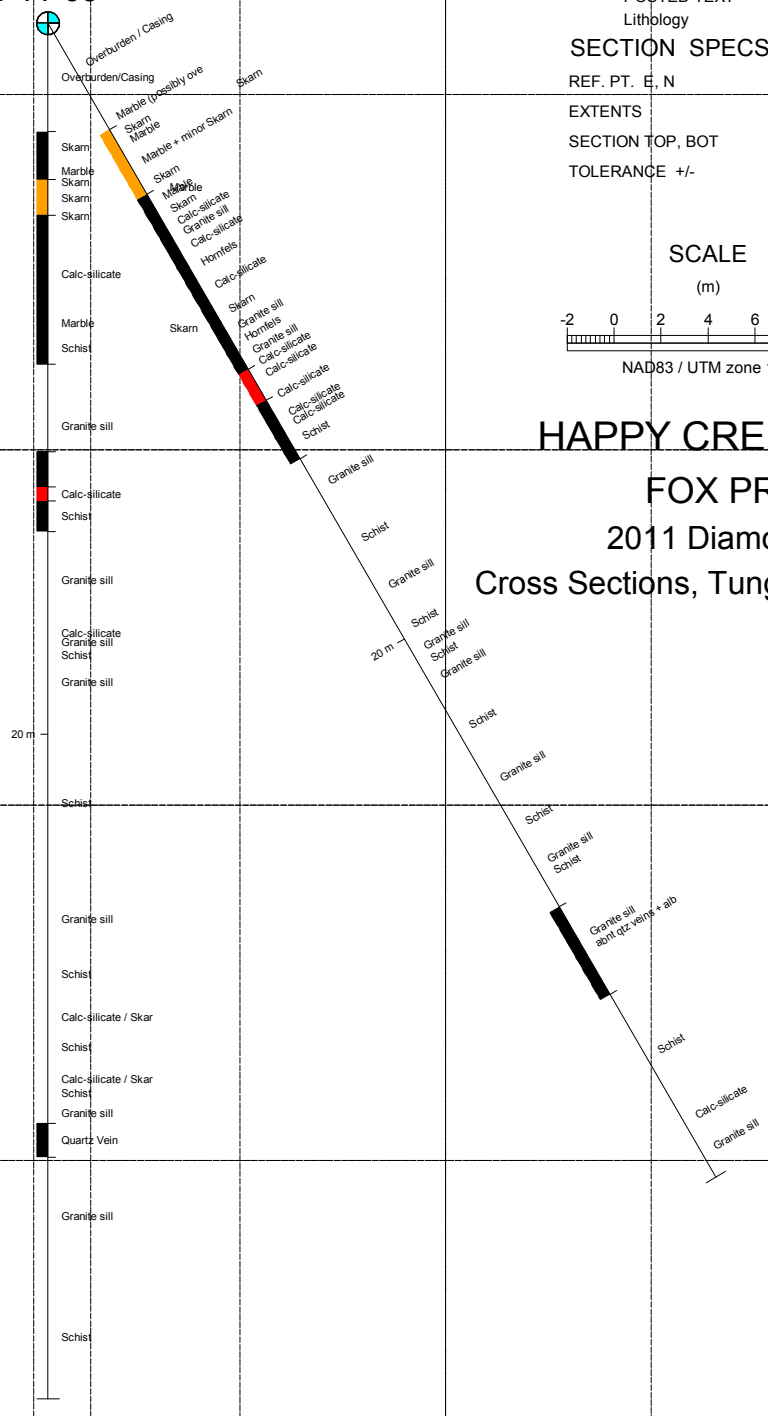 Lithology
SECTION SPECS
REF. PT. E, N
EXTENTS
SECTION TOP, BOT
TOLERANCE +/-
SCALE
(m)
-2 0 2 4 6
NAD83 / UTM zone
HAPPY CRE
FOX PR
2011 Diamo
Cross Sections, Tung
Overburden/Casing
Skarn
Marble
Skarn
Skarn
Skarn
Calc-silicate
Marble
Schist
Granite sill
Calc-silicate
Schist
Granite sill
Calc-silicate
Granite sill
Schist
Granite sill
20 m
Schist
Granite sill
Schist
Calc-silicate / Skar
Schist
Calc-silicate / Skar
Schist
Granite sill
Quartz Vein
Granite sill
Schist
Overburden / Casing
Skarn
Marble (possibly ove
Skarn
Marble
Marble + minor Skarn
Skarn
Marble
Marble
Skarn
Calc-silicate
Granite sill
Calc-silicate
Hornfels
Calc-silicate
Skarn
Skarn
Granite sill
Hornfels
Granite sill
Calc-silicate
Calc-silicate
Calc-silicate
Calc-silicate
Calc-silicate
Schist
Granite sill
Schist
Granite sill
Schist
20 m
Granite sill
Schist
Granite sill
Schist
Granite sill
Schist
Granite sill
Schist
Granite sill
abnt qtz veins + alb
Schist
Calc-silicate
Granite sill